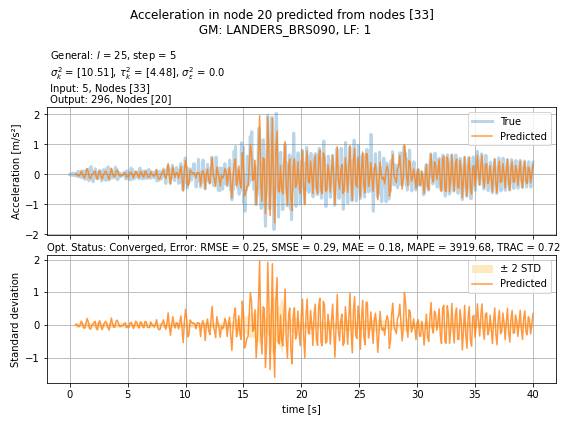 Acceleration in node 20 predicted from nodes [33]
GM: LANDERS_BRS090, LF: 1
General: l = 25, step = 5
σ²ₖ = [10.51], τ²ₖ = [4.48], σ²ε = 0.0
Input: 5, Nodes [33]
Output: 296, Nodes [20]
Acceleration [m/s²]
2
1
0
−1
−2
True
Predicted
Opt. Status: Converged, Error: RMSE = 0.25, SMSE = 0.29, MAE = 0.18, MAPE = 3919.68, TRAC = 0.72
Standard deviation
2
1
0
−1
± 2 STD
Predicted
0 5 10 15 20 25 30 35 40
time [s]